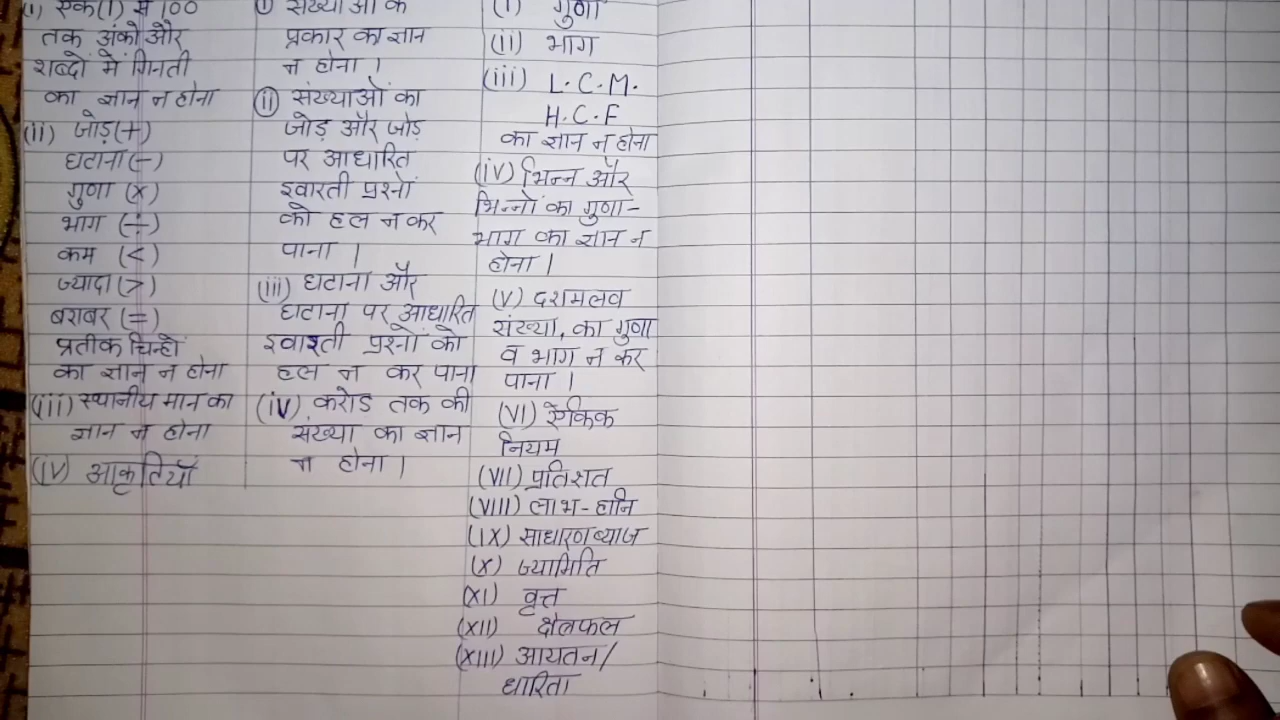 (i) एक(1) से 100
तक अंको और
शब्दों में गिनती
का ज्ञान न होना
(ii) जोड़(+)
घटाना(-)
गुणा (x)
भाग (÷)
कम (<)
ज्यादा(>)
बराबर (=)
प्रतीक चिन्हों
का ज्ञान न होना
(iii) स्थानीय मान का
ज्ञान न होना
(iv) आकृतियाँ
(i) संख्याओं के
प्रकार का ज्ञान
न होना।
(ii) संख्याओं का
जोड़ और जोड़
पर आधारित
इवारती प्रश्नों
को हल न कर
पाना।
(iii) घटाना और
घटाना पर आधारित
इवारती प्रश्नों को
हल न कर पाना
(iv) करोड तक की
संख्या का ज्ञान
न होना।
(i) गुणा
(ii) भाग
(iii) L.C.M.
H.C.F
का ज्ञान न होना
(iv) भिन्न और
भिन्नों का गुणा-
भाग का ज्ञान न
होना।
(V) दशमलव
संख्या, का गुणा
व भाग न कर
पाना।
(VI) ऐकिक
नियम
(VII) प्रतिशत
(VIII) लाभ-हानि
(IX) साधारण ब्याज
(X) ज्यामिति
(XI) वृत्त
(XII) क्षेत्रफल
(XIII) आयतन/
धारिता